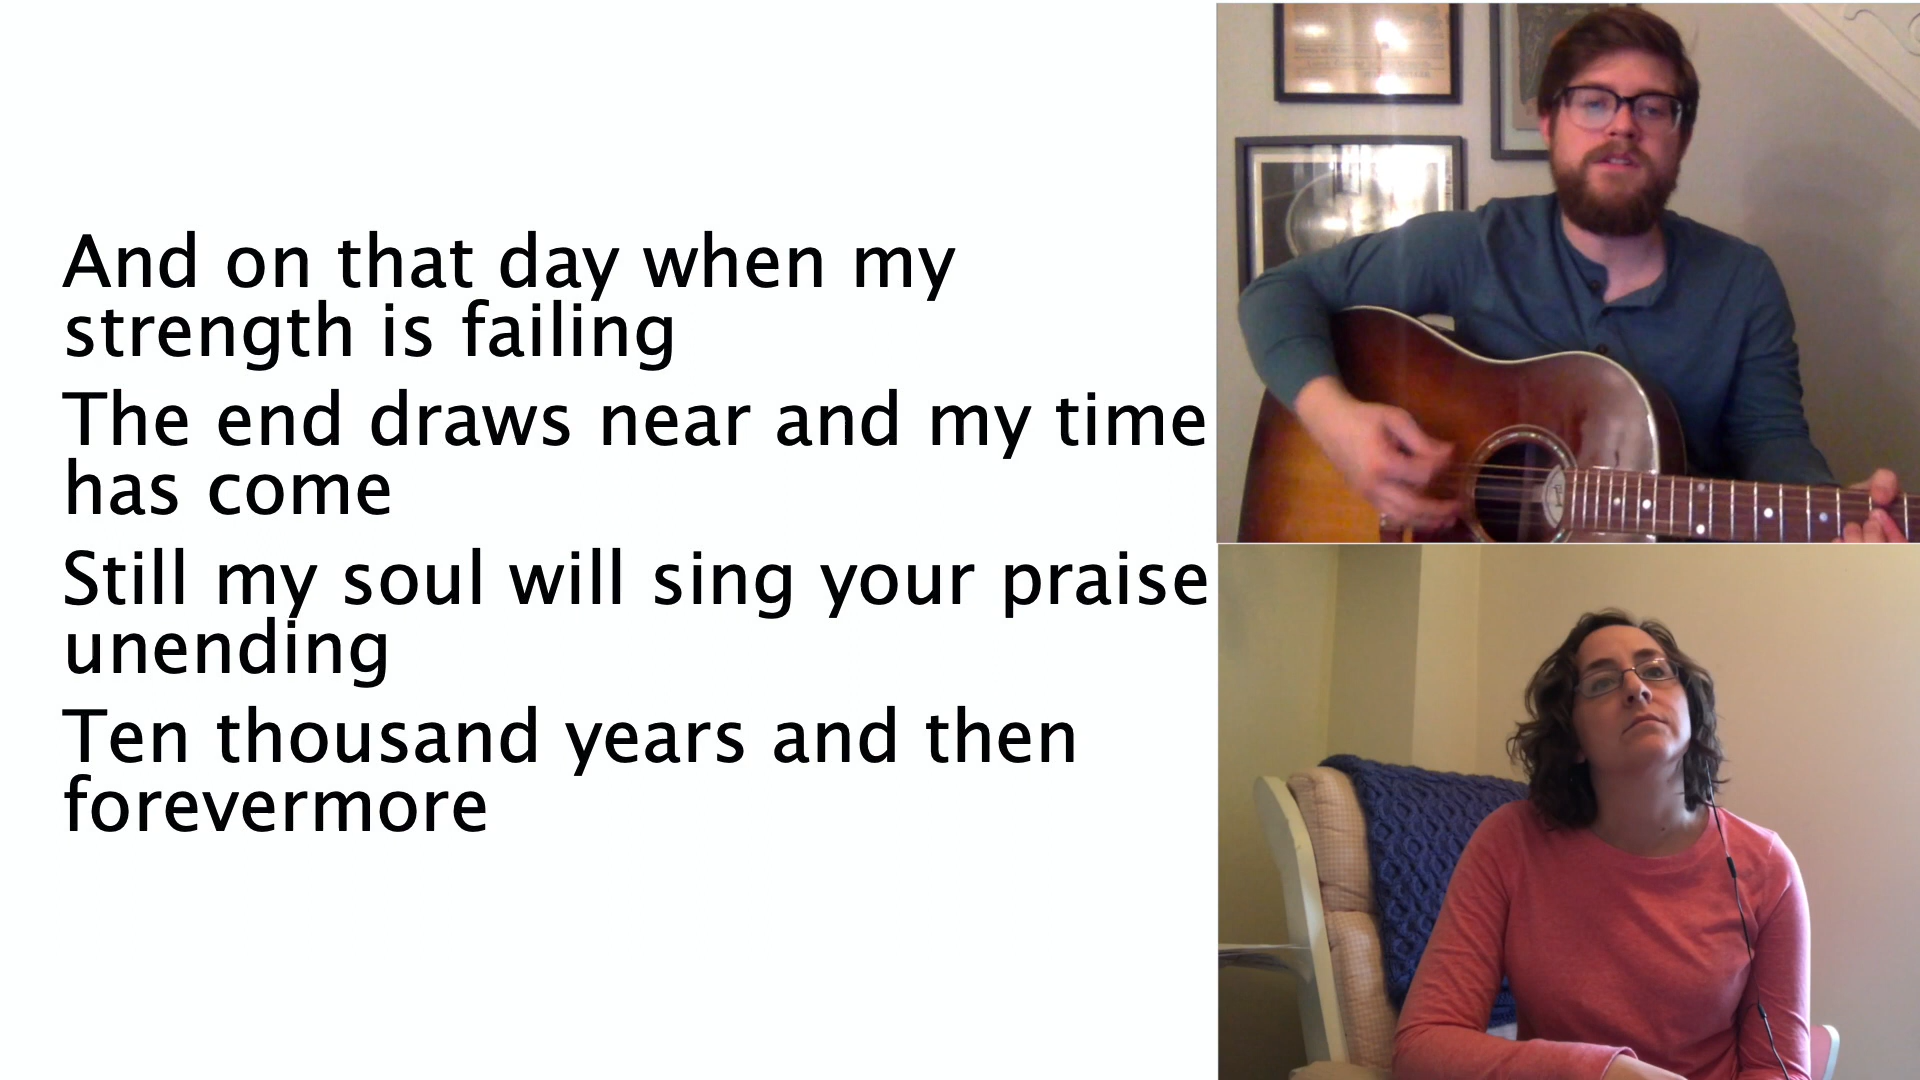 And on that day when my
strength is failing
The end draws near and my time
has come
Still my soul will sing your praise
unending
Ten thousand years and then
forevermore